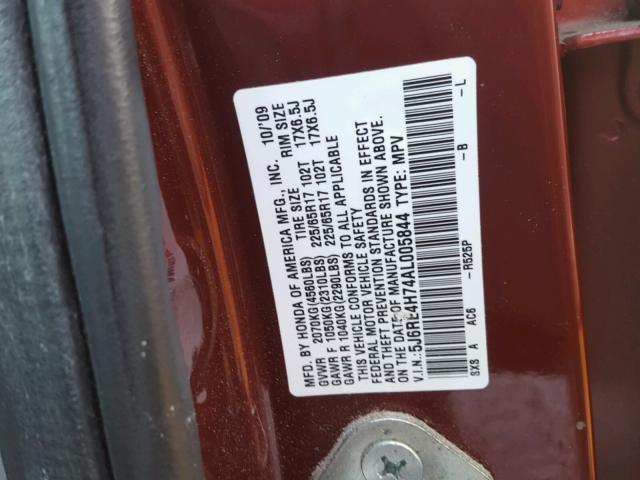 MFD. BY HONDA OF AMERICA MFG., INC. 10/'09
GVWR 2070KG(4560LBS) TIRE SIZE RIM SIZE
GAWR F 1050KG(2310LBS) 225/65R17 102T 17X6.5J
GAWR R 1040KG(2290LBS) 225/65R17 102T 17X6.5J
THIS VEHICLE CONFORMS TO ALL APPLICABLE
FEDERAL MOTOR VEHICLE SAFETY
AND THEFT PREVENTION STANDARDS IN EFFECT
ON THE DATE OF MANUFACTURE SHOWN ABOVE.
V.I.N.:5J6RE4H74AL005844 TYPE: MPV
SXS A AC6 -R525P -B -L